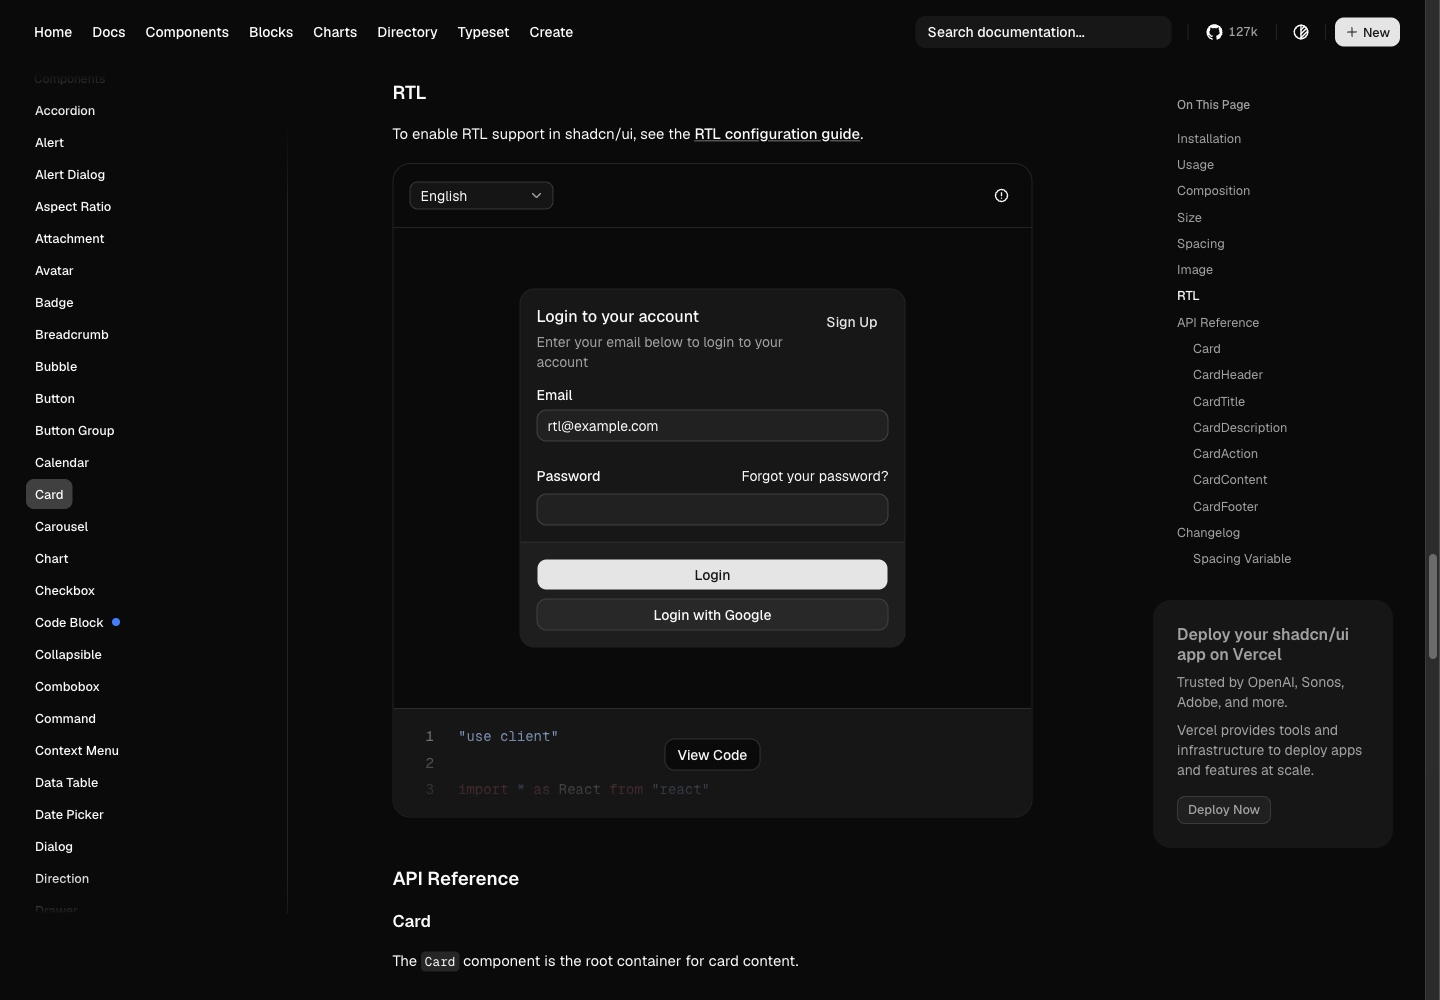 Home Docs Components Blocks Charts Directory Typeset Create
Search documentation...
127k
New
Components
Accordion
Alert
Alert Dialog
Aspect Ratio
Attachment
Avatar
Badge
Breadcrumb
Bubble
Button
Button Group
Calendar
Card
Carousel
Chart
Checkbox
Code Block
Collapsible
Combobox
Command
Context Menu
Data Table
Date Picker
Dialog
Direction
Drawer
RTL
To enable RTL support in shadcn/ui, see the RTL configuration guide.
English
Login to your account
Sign Up
Enter your email below to login to your
account
Email
rtl@example.com
Password
Forgot your password?
Login
Login with Google
1 "use client"
2
View Code
3 import * as React from "react"
API Reference
Card
The Card component is the root container for card content.
On This Page
Installation
Usage
Composition
Size
Spacing
Image
RTL
API Reference
Card
CardHeader
CardTitle
CardDescription
CardAction
CardContent
CardFooter
Changelog
Spacing Variable
Deploy your shadcn/ui
app on Vercel
Trusted by OpenAI, Sonos,
Adobe, and more.
Vercel provides tools and
infrastructure to deploy apps
and features at scale.
Deploy Now